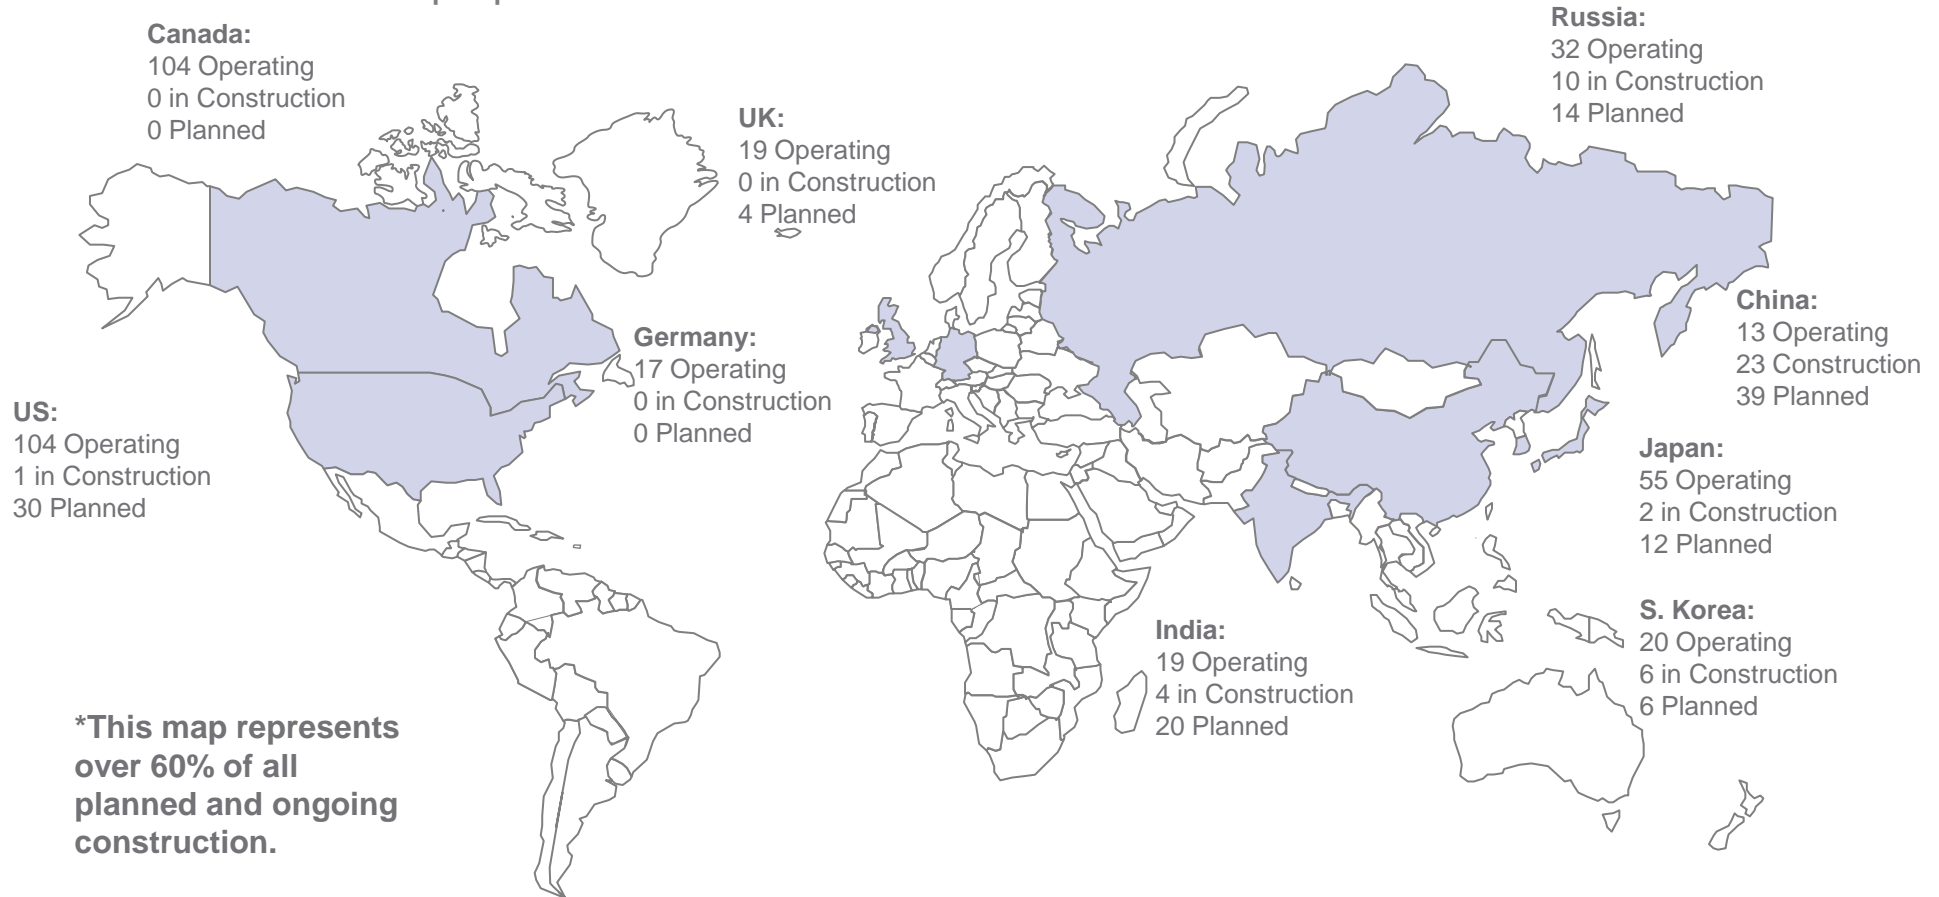 Canada:
104 Operating
0 in Construction
0 Planned
UK:
19 Operating
0 in Construction
4 Planned
Russia:
32 Operating
10 in Construction
14 Planned
Germany:
17 Operating
0 in Construction
0 Planned
US:
104 Operating
1 in Construction
30 Planned
China:
13 Operating
23 Construction
39 Planned
Japan:
55 Operating
2 in Construction
12 Planned
India:
19 Operating
4 in Construction
20 Planned
S. Korea:
20 Operating
6 in Construction
6 Planned
*This map represents
over 60% of all
planned and ongoing
construction.